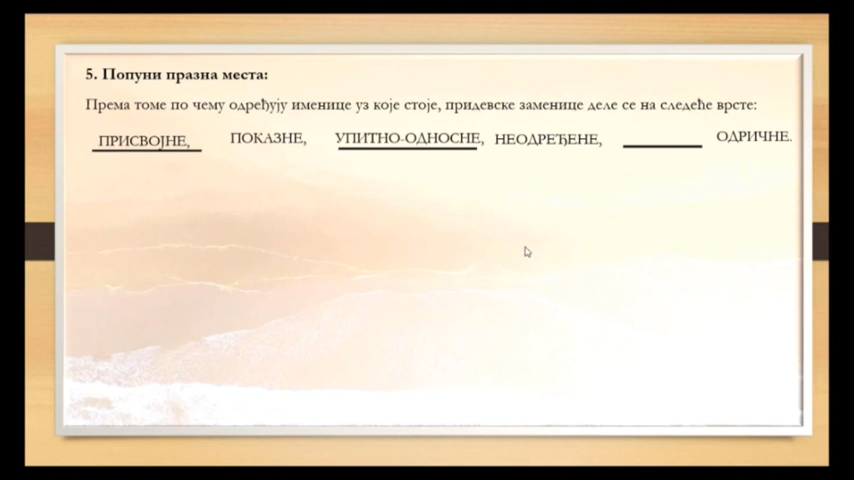 5. Попуни празна места:
Према томе по чему одређују именице уз које стоје, придевске заменице деле се на следеће врсте:
ПРИСВОЈНЕ, ПОКАЗНЕ, УПИТНО-ОДНОСНЕ, НЕОДРЕЂЕНЕ, ОДРИЧНЕ.